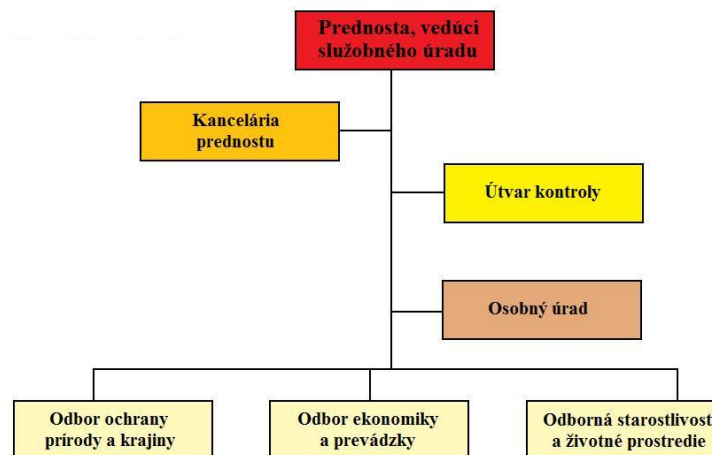 Prednosta, vedúci
služobného úradu
Kancelária
prednostu
Útvar kontroly
Osobný úrad
Odbor ochrany
prírody a krajiny
Odbor ekonomiky
a prevádzky
Odborná starostlivosť
a životné prostredie